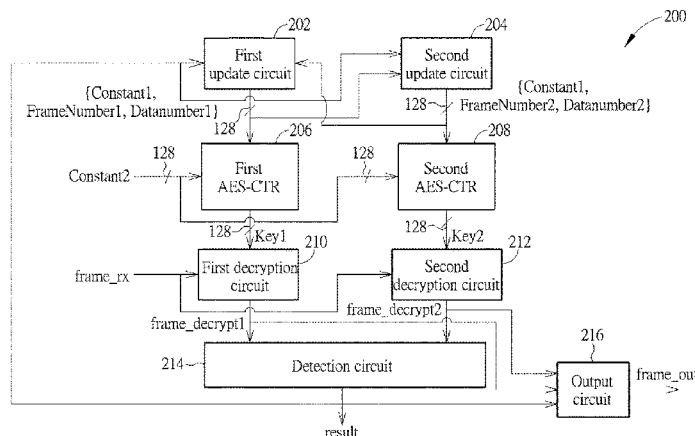 202
204
200
First
update circuit
Second
update circuit
{Constant1,
FrameNumber1, Datanumber1}
{Constant1,
FrameNumber2, Datanumber2}
128
128
206
208
128
128
Constant2
First
AES-CTR
Second
AES-CTR
128
Key1
128
Key2
210
212
frame_rx
First decryption
circuit
Second
decryption circuit
frame_decrypt1
frame_decrypt2
214
Detection circuit
216
Output
circuit
frame_out
result